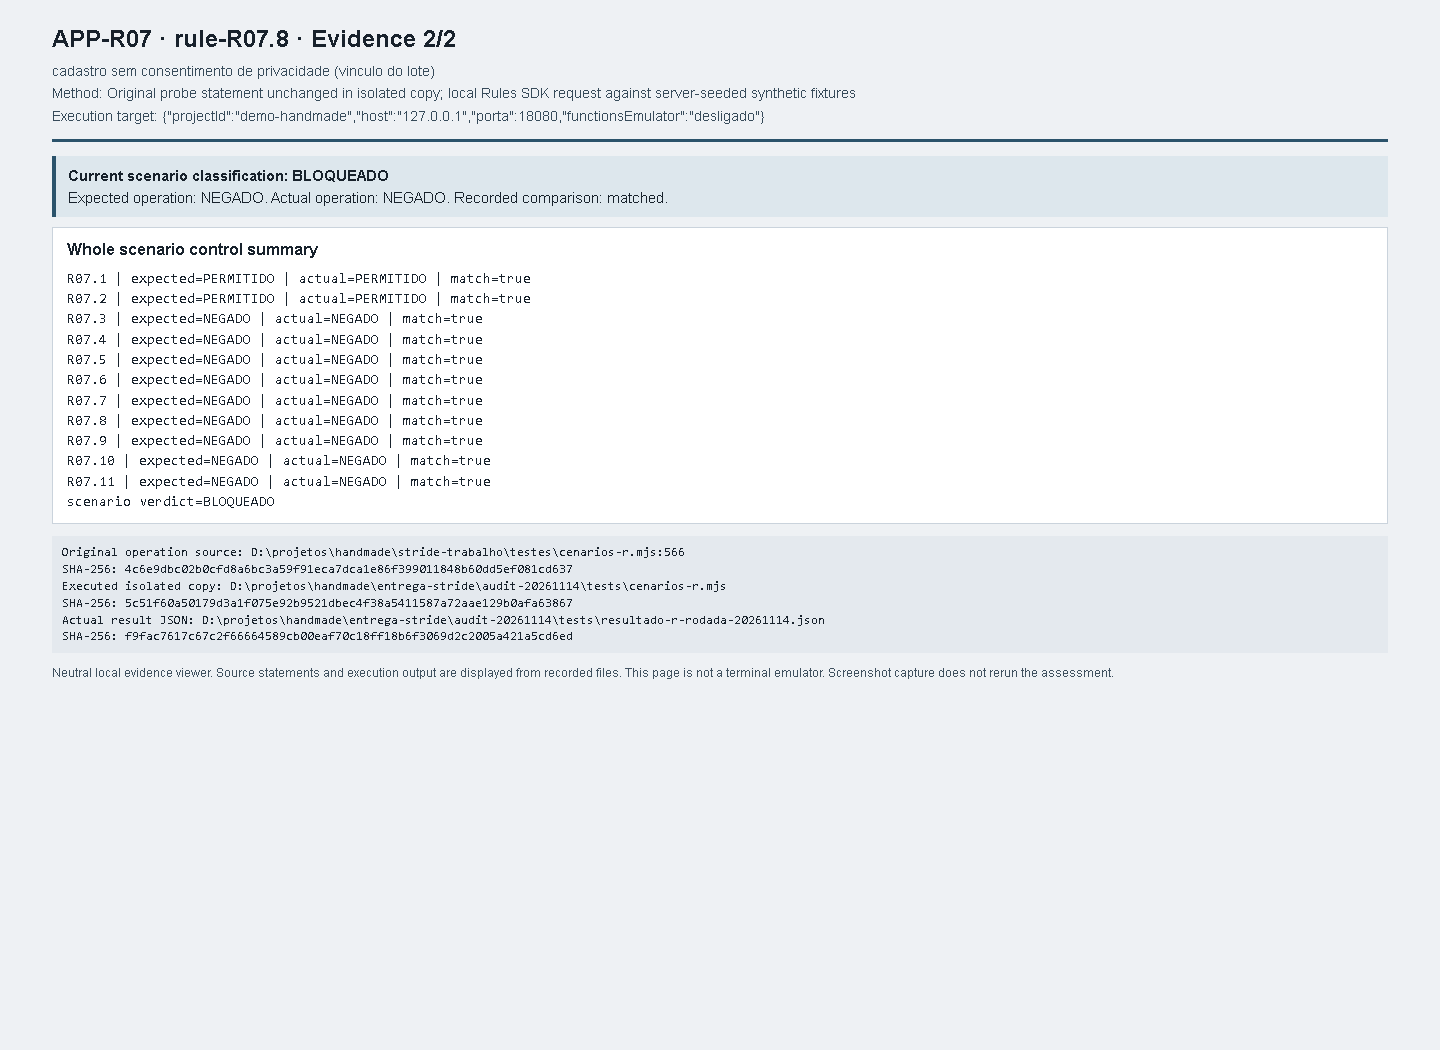 APP-R07 · rule-R07.8 · Evidence 2/2
cadastro sem consentimento de privacidade (vinculo do lote)
Method: Original probe statement unchanged in isolated copy; local Rules SDK request against server-seeded synthetic fixtures
Execution target: {"projectId":"demo-handmade","host":"127.0.0.1","porta":18080,"functionsEmulator":"desligado"}
Current scenario classification: BLOQUEADO
Expected operation: NEGADO. Actual operation: NEGADO. Recorded comparison: matched.
Whole scenario control summary
R07.1 | expected=PERMITIDO | actual=PERMITIDO | match=true
R07.2 | expected=PERMITIDO | actual=PERMITIDO | match=true
R07.3 | expected=NEGADO | actual=NEGADO | match=true
R07.4 | expected=NEGADO | actual=NEGADO | match=true
R07.5 | expected=NEGADO | actual=NEGADO | match=true
R07.6 | expected=NEGADO | actual=NEGADO | match=true
R07.7 | expected=NEGADO | actual=NEGADO | match=true
R07.8 | expected=NEGADO | actual=NEGADO | match=true
R07.9 | expected=NEGADO | actual=NEGADO | match=true
R07.10 | expected=NEGADO | actual=NEGADO | match=true
R07.11 | expected=NEGADO | actual=NEGADO | match=true
scenario verdict=BLOQUEADO
Original operation source: D:\projetos\handmade\stride-trabalho\testes\cenarios-r.mjs:566
SHA-256: 4c6e9dbc02b0cfd8a6bc3a59f91eca7dca1e86f399011848b60dd5ef081cd637
Executed isolated copy: D:\projetos\handmade\entrega-stride\audit-20261114\tests\cenarios-r.mjs
SHA-256: 5c51f60a50179d3a1f075e92b9521dbec4f38a5411587a72aae129b0afa63867
Actual result JSON: D:\projetos\handmade\entrega-stride\audit-20261114\tests\resultado-r-rodada-20261114.json
SHA-256: f9fac7617c67c2f66664589cb00eaf70c18ff18b6f3069d2c2005a421a5cd6ed
Neutral local evidence viewer. Source statements and execution output are displayed from recorded files. This page is not a terminal emulator. Screenshot capture does not rerun the assessment.